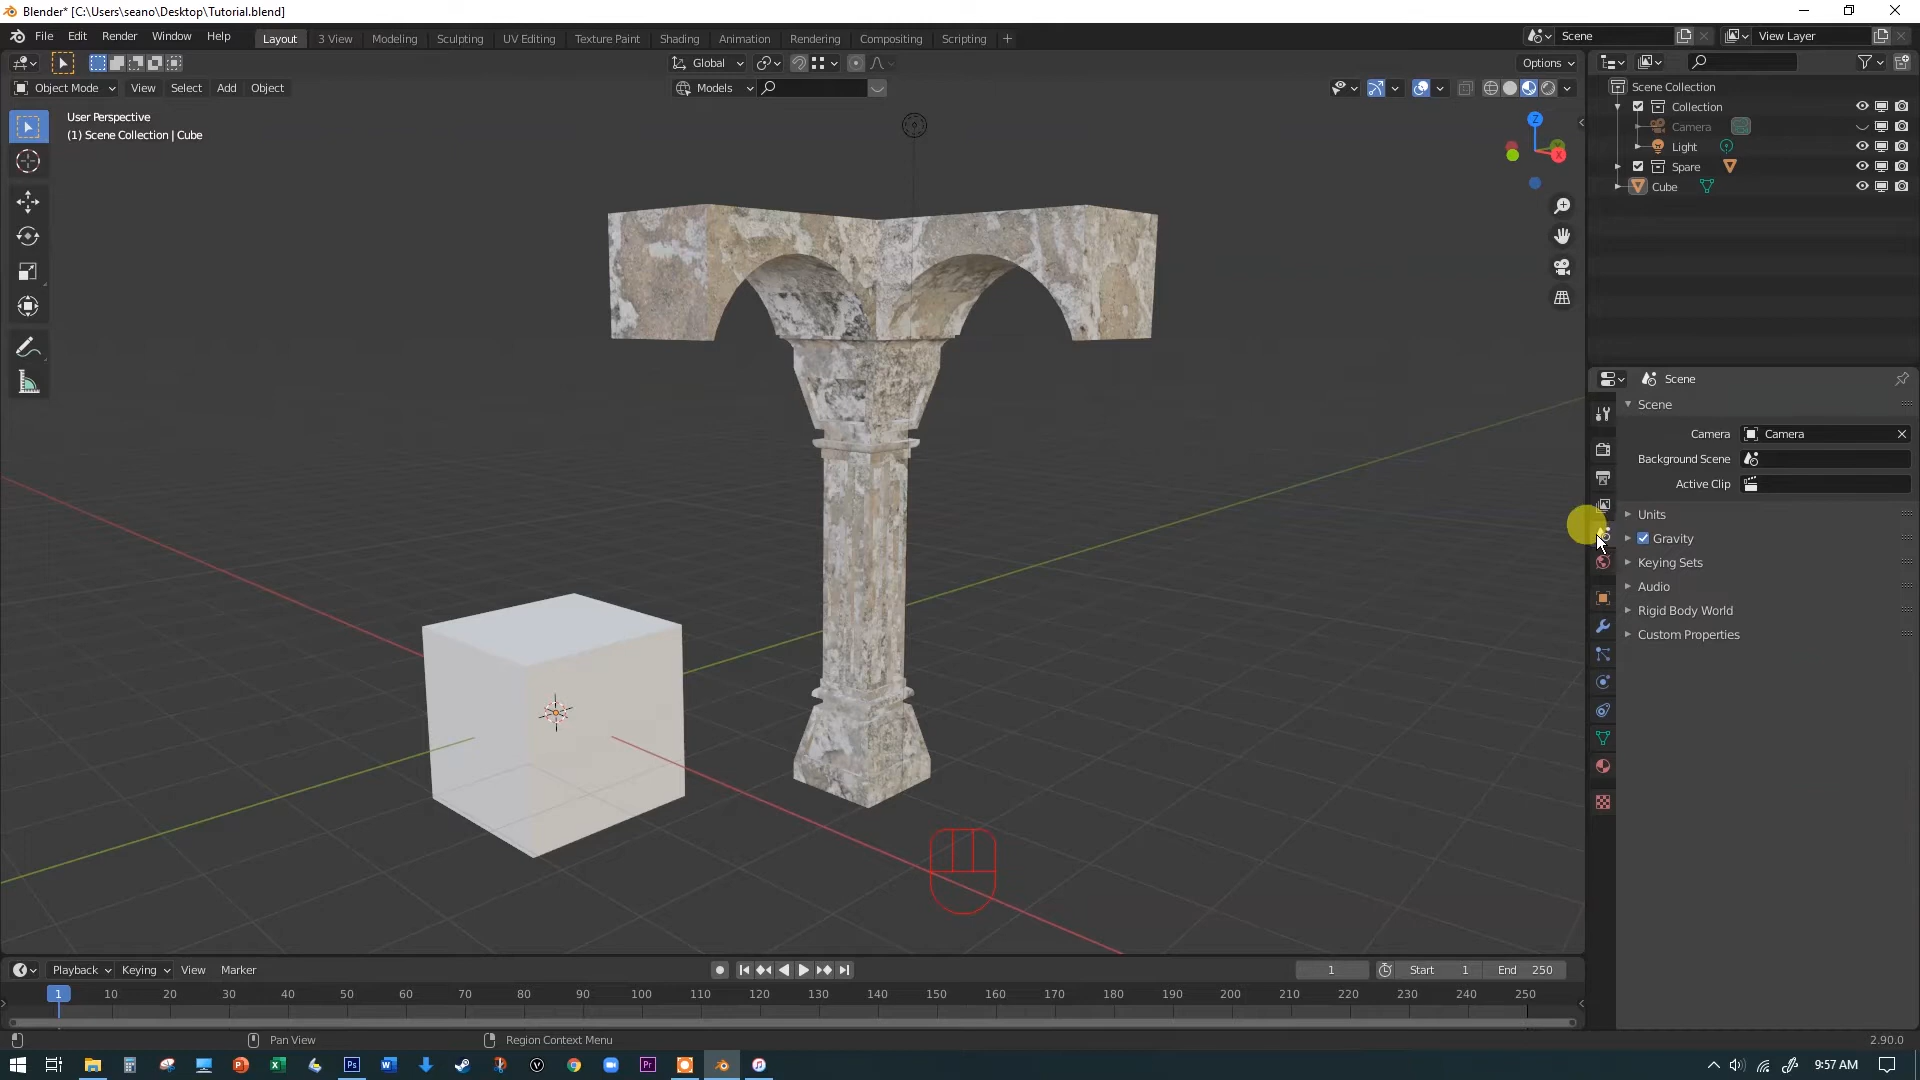 Blender* [C:\Users\seano\Desktop\Tutorial.blend]
File Edit Render Window Help
Layout 3 View Modeling Sculpting UV Editing Texture Paint Shading Animation Rendering Compositing Scripting +
Scene
View Layer
Global
Options
Object Mode View Select Add Object
Models
User Perspective
(1) Scene Collection | Cube
Z
X
Scene Collection
Collection
Camera
Light
Spare
Cube
Scene
Scene
Camera Camera
Background Scene
Active Clip
Units
Gravity
Keying Sets
Audio
Rigid Body World
Custom Properties
Playback Keying View Marker
1
Start 1 End 250
1 10 20 30 40 50 60 70 80 90 100 110 120 130 140 150 160 170 180 190 200 210 220 230 240 250
Pan View
Region Context Menu
2.90.0
Ps
Pr
9:57 AM